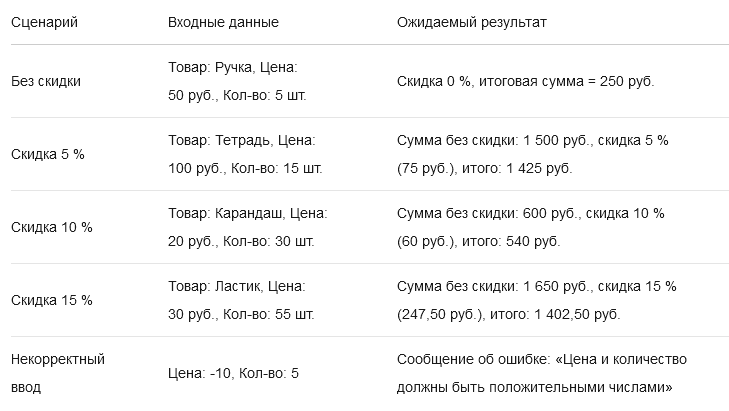 Сценарий Входные данные Ожидаемый результат
Без скидки
Товар: Ручка, Цена:
50 руб., Кол-во: 5 шт.
Скидка 0 %, итоговая сумма = 250 руб.
Скидка 5 %
Товар: Тетрадь, Цена:
100 руб., Кол-во: 15 шт.
Сумма без скидки: 1 500 руб., скидка 5 %
(75 руб.), итого: 1 425 руб.
Скидка 10 %
Товар: Карандаш, Цена:
20 руб., Кол-во: 30 шт.
Сумма без скидки: 600 руб., скидка 10 %
(60 руб.), итого: 540 руб.
Скидка 15 %
Товар: Ластик, Цена:
30 руб., Кол-во: 55 шт.
Сумма без скидки: 1 650 руб., скидка 15 %
(247,50 руб.), итого: 1 402,50 руб.
Некорректный
ввод
Цена: -10, Кол-во: 5
Сообщение об ошибке: «Цена и количество
должны быть положительными числами»